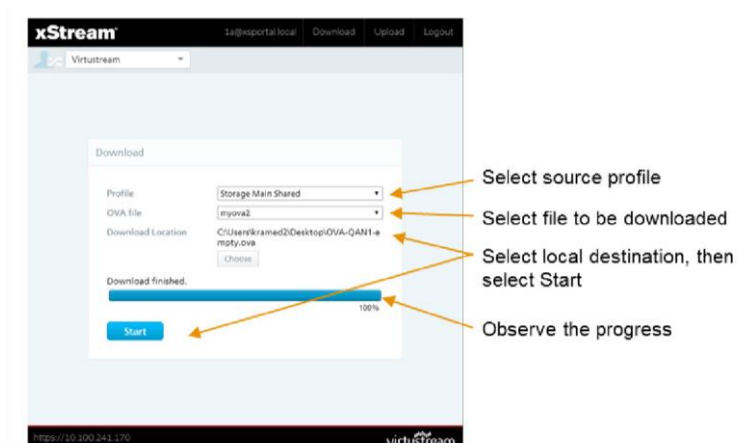 xStream
1a@xsportal.local Download Upload Logout
Virtustream
Download
Profile
Storage Main Shared
OVA file
myova2
Download Location
C:\Users\kramed2\Desktop\OVA-QAN1-e
mpty.ova
Choose
Download finished.
100%
Start
https://10.100.241.170
virtustream
Select source profile
Select file to be downloaded
Select local destination, then
select Start
Observe the progress